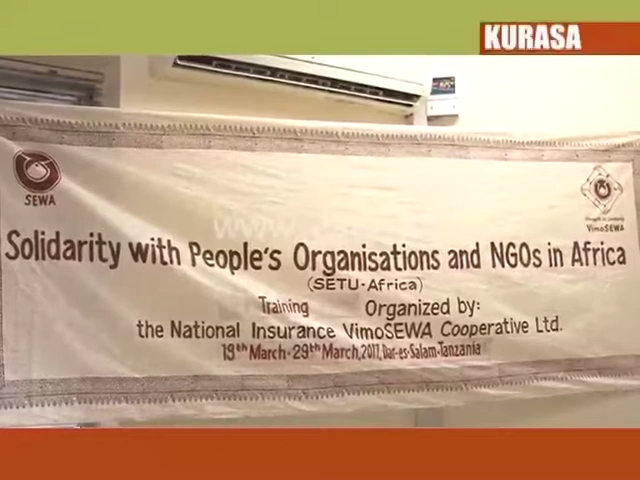 KURASA
SEWA
VimoSEWA
Solidarity with People's Organisations and NGOs in Africa
(SETU-Africa)
Training Organized by:
the National Insurance VimoSEWA Cooperative Ltd.
19th March-29th March,2017, Dar-es-Salam-Tanzania